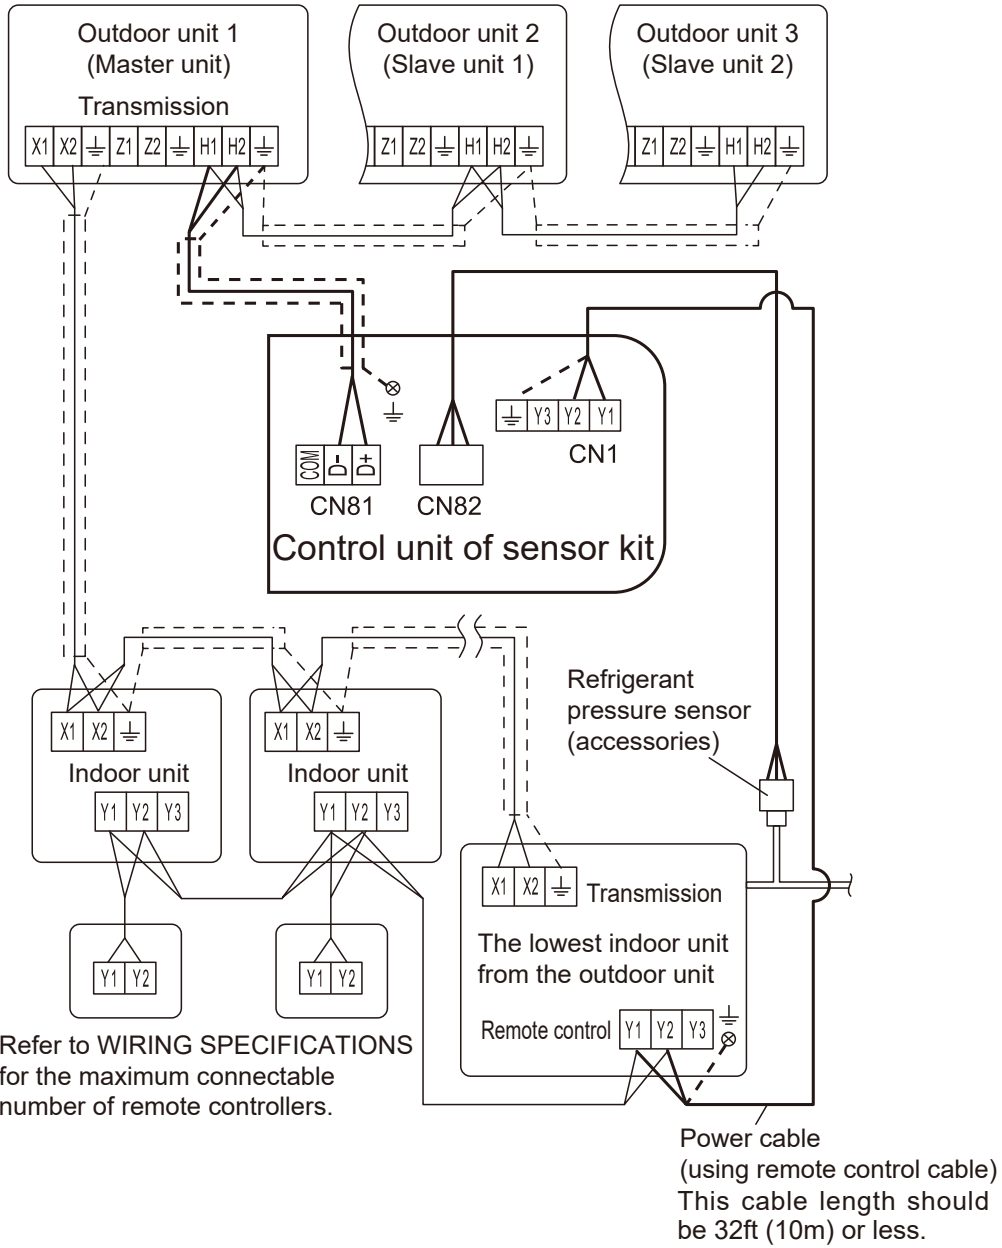 Outdoor unit 1
(Master unit)
Transmission
X1 X2 Z1 Z2 H1 H2
Outdoor unit 2
(Slave unit 1)
Z1 Z2 H1 H2
Outdoor unit 3
(Slave unit 2)
Z1 Z2 H1 H2
Y3 Y2 Y1
CN1
COM D- D+
CN81
CN82
Control unit of sensor kit
Refrigerant
pressure sensor
(accessories)
X1 X2
Indoor unit
Y1 Y2 Y3
X1 X2
Indoor unit
Y1 Y2 Y3
Y1 Y2
Y1 Y2
X1 X2
Transmission
The lowest indoor unit
from the outdoor unit
Remote control
Y1 Y2 Y3
Refer to WIRING SPECIFICATIONS
for the maximum connectable
number of remote controllers.
Power cable
(using remote control cable)
This cable length should
be 32ft (10m) or less.